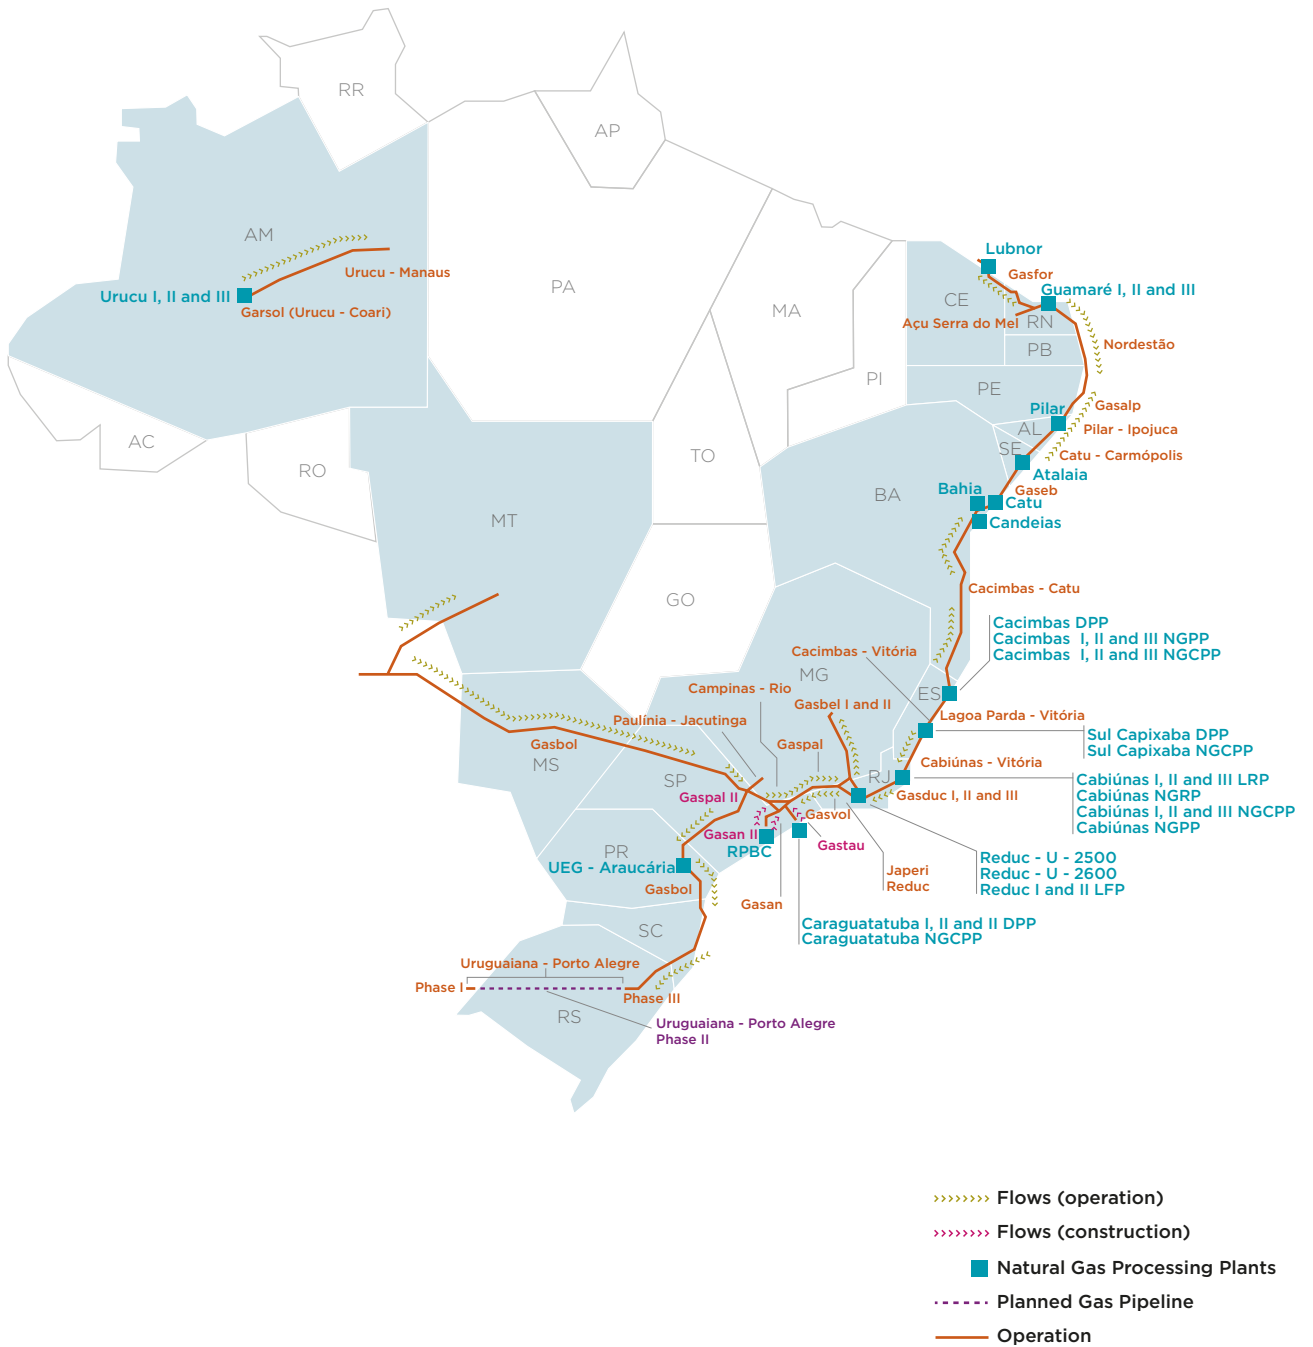 RR
AP
AM
Urucu - Manaus
Urucu I, II and III
Garsol (Urucu - Coari)
PA
MA
PI
CE
Lubnor
Gasfor
Guamaré I, II and III
Açu Serra do Mel
RN
PB
Nordestão
PE
Pilar
Gasalp
AL
Pilar - Ipojuca
SE
Catu - Carmópolis
Atalaia
AC
RO
TO
MT
BA
Bahia
Gaseb
Catu
Candeias
GO
Cacimbas - Catu
Cacimbas DPP
Cacimbas I, II and III NGPP
Cacimbas I, II and III NGCPP
Cacimbas - Vitória
MG
ES
Campinas - Rio
Gasbel I and II
Lagoa Parda - Vitória
Paulínia - Jacutinga
Sul Capixaba DPP
Sul Capixaba NGCPP
Gasbol
Gaspal
MS
SP
RJ
Cabiúnas - Vitória
Cabiúnas I, II and III LRP
Cabiúnas NGRP
Cabiúnas I, II and III NGCPP
Cabiúnas NGPP
Gaspal II
Gasduc I, II and III
Gasvol
Gasan II
RPBC
Gastau
PR
UEG - Araucária
Japeri
Reduc
Reduc - U - 2500
Reduc - U - 2600
Reduc I and II LFP
Gasbol
Gasan
Caraguatatuba I, II and II DPP
Caraguatatuba NGCPP
SC
Uruguaiana - Porto Alegre
Phase I
Phase III
RS
Uruguaiana - Porto Alegre
Phase II
Flows (operation)
Flows (construction)
Natural Gas Processing Plants
Planned Gas Pipeline
Operation